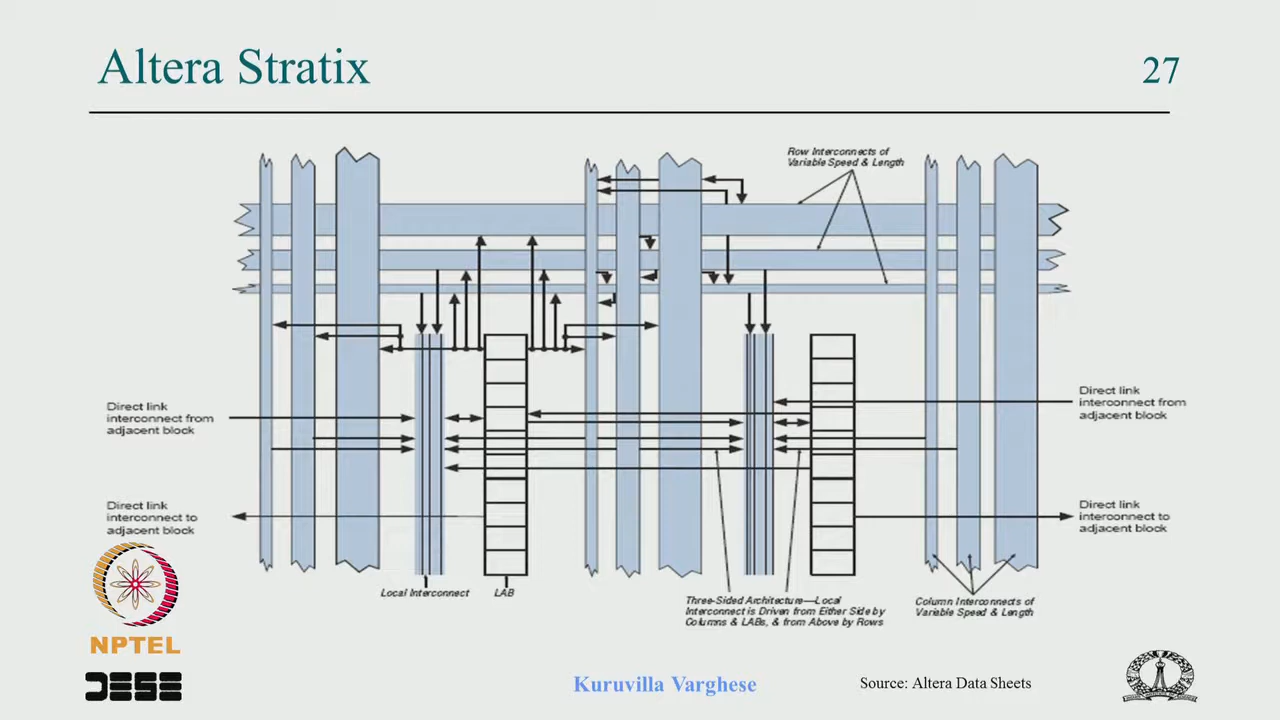 Altera Stratix
27
Row Interconnects of
Variable Speed & Length
Direct link
interconnect from
adjacent block
Direct link
interconnect to
adjacent block
Direct link
interconnect from
adjacent block
Direct link
interconnect to
adjacent block
Local Interconnect
LAB
Three-Sided Architecture—Local
Interconnect is Driven from Either Side by
Columns & LABs, & from Above by Rows
Column Interconnects of
Variable Speed & Length
NPTEL
DESE
Kuruvilla Varghese
Source: Altera Data Sheets